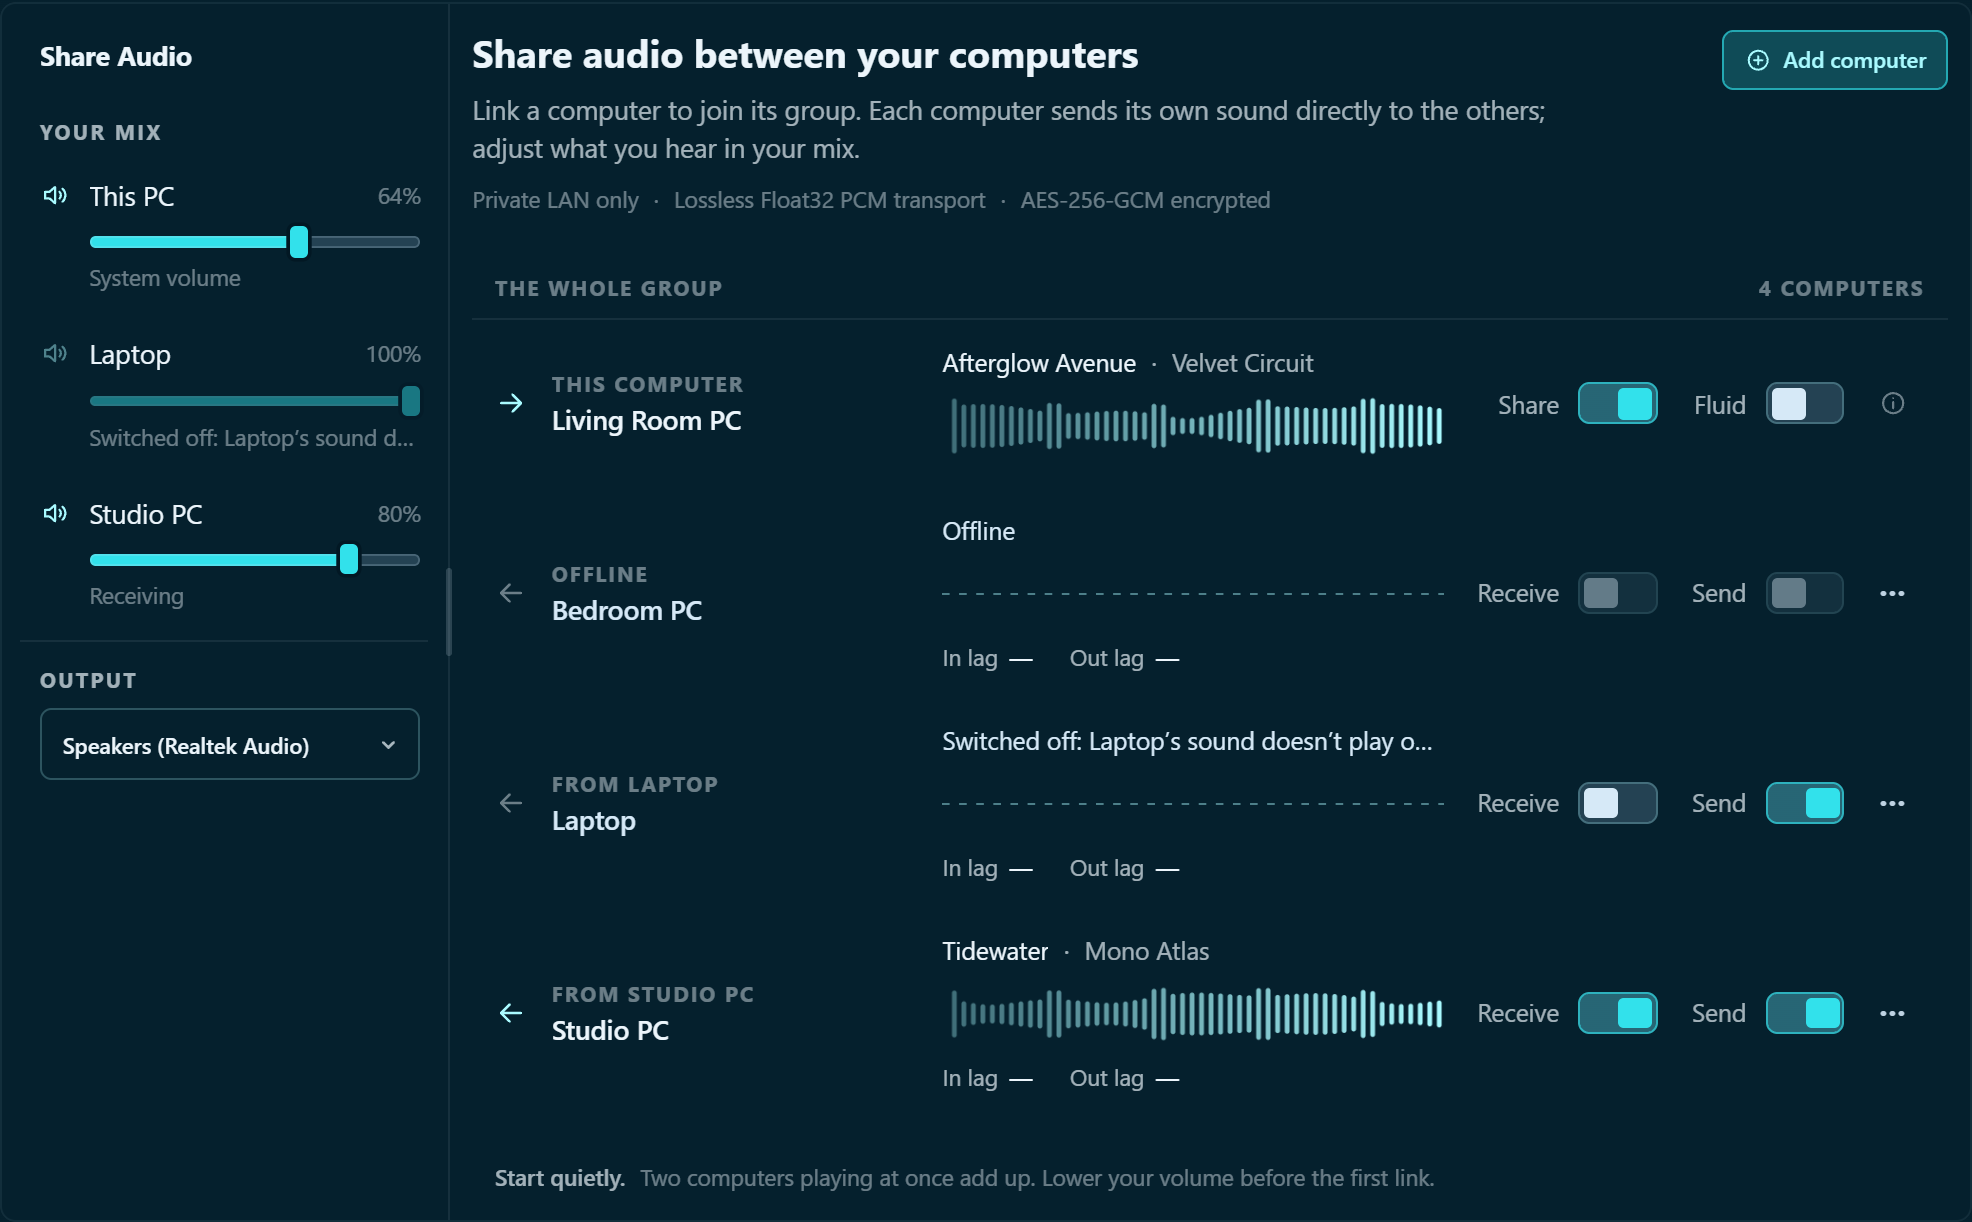 Share Audio
YOUR MIX
This PC 64%
System volume
Laptop 100%
Switched off: Laptop’s sound d...
Studio PC 80%
Receiving
OUTPUT
Speakers (Realtek Audio)
Share audio between your computers
Add computer
Link a computer to join its group. Each computer sends its own sound directly to the others;
adjust what you hear in your mix.
Private LAN only · Lossless Float32 PCM transport · AES-256-GCM encrypted
THE WHOLE GROUP 4 COMPUTERS
Afterglow Avenue · Velvet Circuit
THIS COMPUTER
Living Room PC
Share Fluid
Offline
OFFLINE
Bedroom PC
Receive Send
In lag — Out lag —
Switched off: Laptop’s sound doesn’t play o...
FROM LAPTOP
Laptop
Receive Send
In lag — Out lag —
Tidewater · Mono Atlas
FROM STUDIO PC
Studio PC
Receive Send
In lag — Out lag —
Start quietly. Two computers playing at once add up. Lower your volume before the first link.